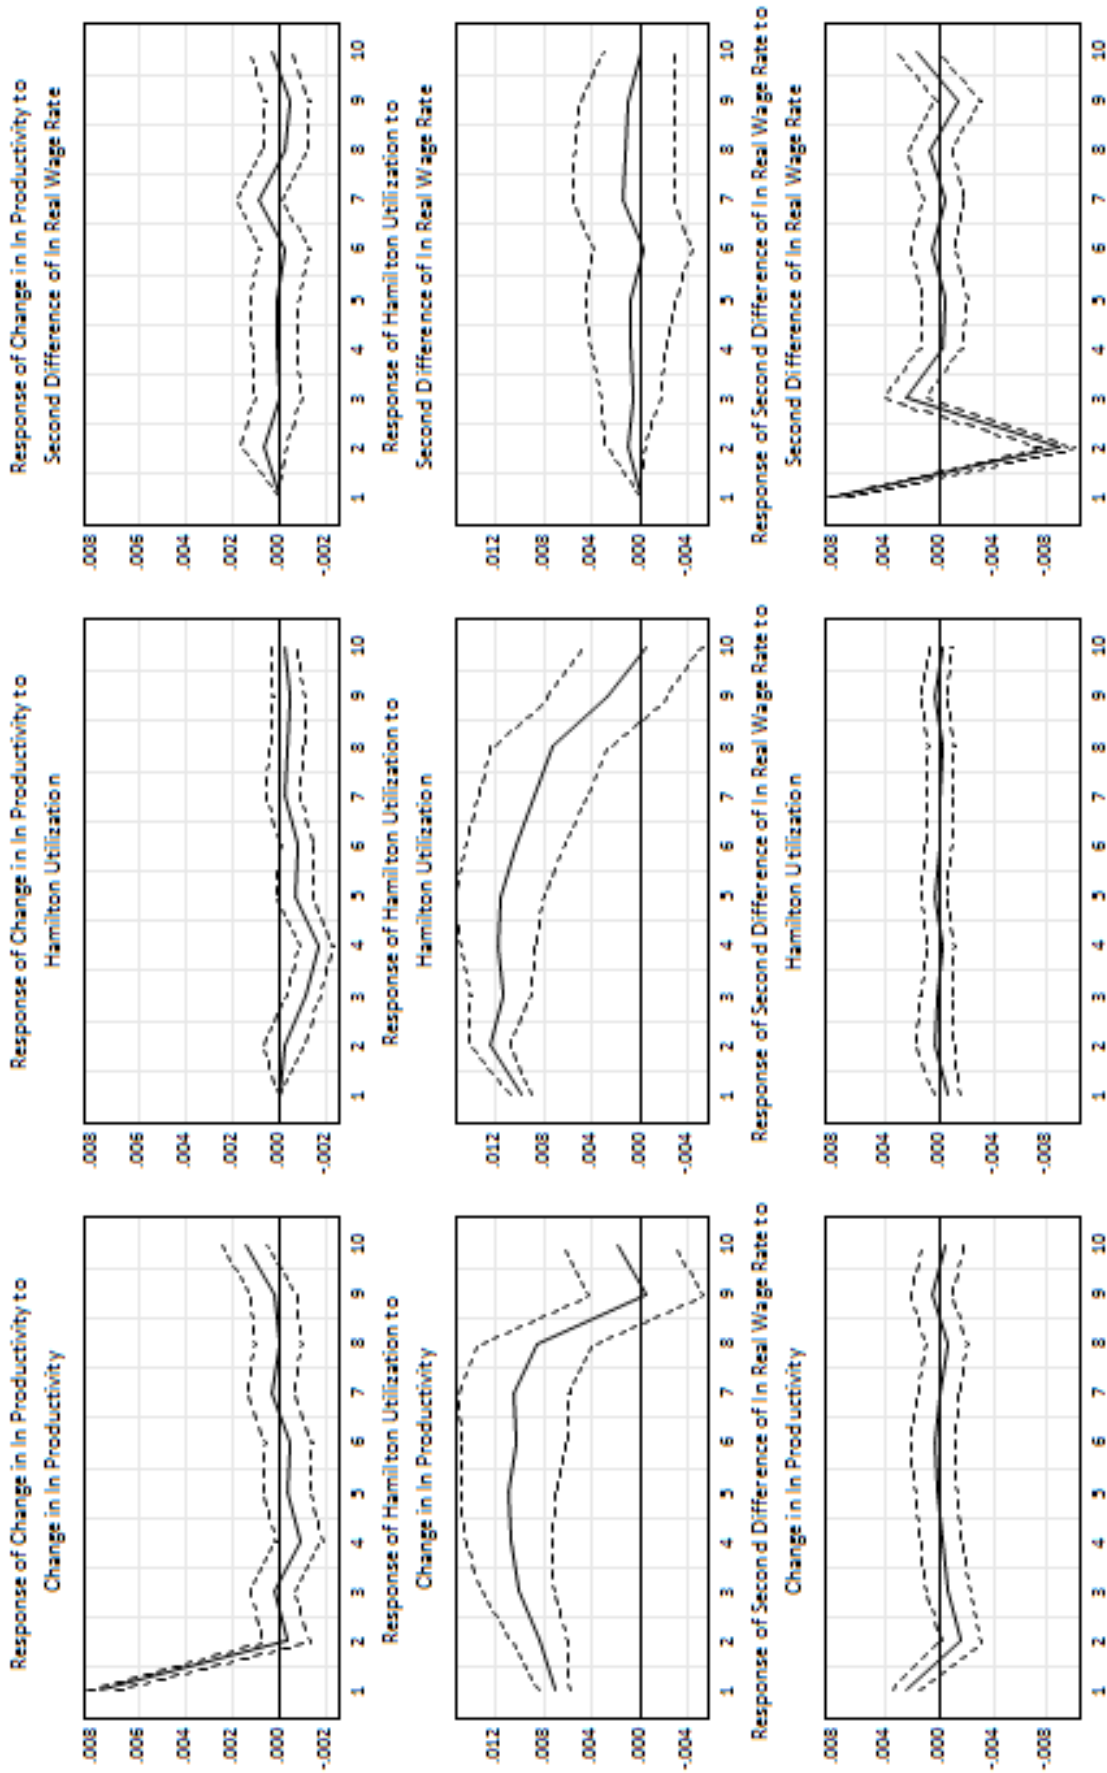 Response of Change in ln Productivity to
Change in ln Productivity
.008
.006
.004
.002
.000
-.002
1 2 3 4 5 6 7 8 9 10
Response of Change in ln Productivity to
Hamilton Utilization
.008
.006
.004
.002
.000
-.002
1 2 3 4 5 6 7 8 9 10
Response of Change in ln Productivity to
Second Difference of ln Real Wage Rate
.008
.006
.004
.002
.000
-.002
1 2 3 4 5 6 7 8 9 10
Response of Hamilton Utilization to
Change in ln Productivity
.012
.008
.004
.000
-.004
1 2 3 4 5 6 7 8 9 10
Response of Hamilton Utilization to
Hamilton Utilization
.012
.008
.004
.000
-.004
1 2 3 4 5 6 7 8 9 10
Response of Hamilton Utilization to
Second Difference of ln Real Wage Rate
.012
.008
.004
.000
-.004
1 2 3 4 5 6 7 8 9 10
Response of Second Difference of ln Real Wage Rate to
Change in ln Productivity
.008
.004
.000
-.004
-.008
1 2 3 4 5 6 7 8 9 10
Response of Second Difference of ln Real Wage Rate to
Hamilton Utilization
.008
.004
.000
-.004
-.008
1 2 3 4 5 6 7 8 9 10
Response of Second Difference of ln Real Wage Rate to
Second Difference of ln Real Wage Rate
.008
.004
.000
-.004
-.008
1 2 3 4 5 6 7 8 9 10